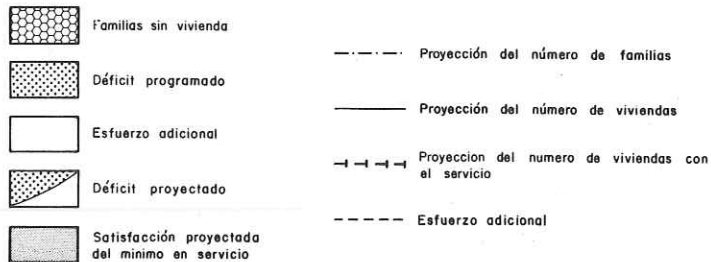 Familias sin vivienda
Déficit programado
Esfuerzo adicional
Déficit proyectado
Satisfacción proyectada
del minimo en servicio
Proyección del número de familias
Proyección del número de viviendas
Proyeccion del numero de viviendas con
el servicio
Esfuerzo adicional